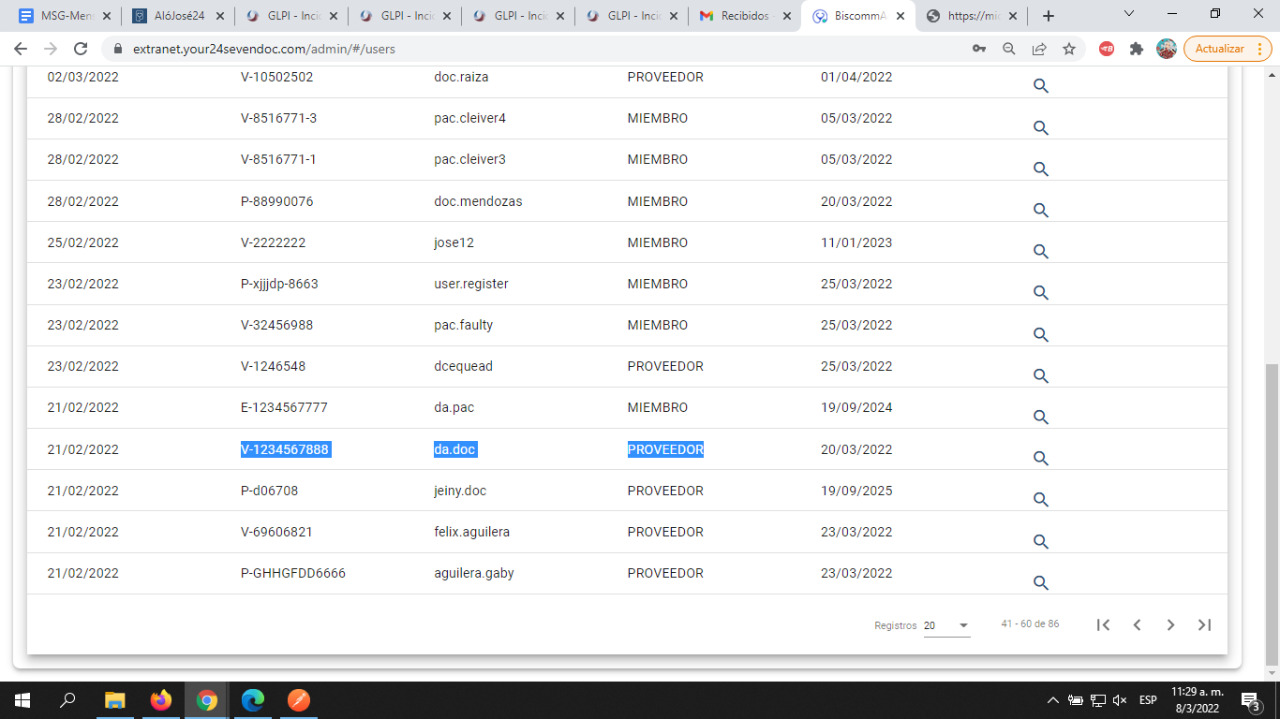 MSG-Men
AlóJosé24
GLPI - Inci
GLPI - Inci
GLPI - Inci
GLPI - Inci
Recibidos
BiscommA
https://mi
extranet.your24sevendoc.com/admin/#/users
Actualizar
02/03/2022 V-10502502 doc.raiza PROVEEDOR 01/04/2022
28/02/2022 V-8516771-3 pac.cleiver4 MIEMBRO 05/03/2022
28/02/2022 V-8516771-1 pac.cleiver3 MIEMBRO 05/03/2022
28/02/2022 P-88990076 doc.mendozas MIEMBRO 20/03/2022
25/02/2022 V-2222222 jose12 MIEMBRO 11/01/2023
23/02/2022 P-xjjjdp-8663 user.register MIEMBRO 25/03/2022
23/02/2022 V-32456988 pac.faulty MIEMBRO 25/03/2022
23/02/2022 V-1246548 dcequead PROVEEDOR 25/03/2022
21/02/2022 E-1234567777 da.pac MIEMBRO 19/09/2024
21/02/2022 V-1234567888 da.doc PROVEEDOR 20/03/2022
21/02/2022 P-d06708 jeiny.doc PROVEEDOR 19/09/2025
21/02/2022 V-69606821 felix.aguilera PROVEEDOR 23/03/2022
21/02/2022 P-GHHGFDD6666 aguilera.gaby PROVEEDOR 23/03/2022
Registros 20 41 - 60 de 86
ESP
11:29 a. m.
8/3/2022
3